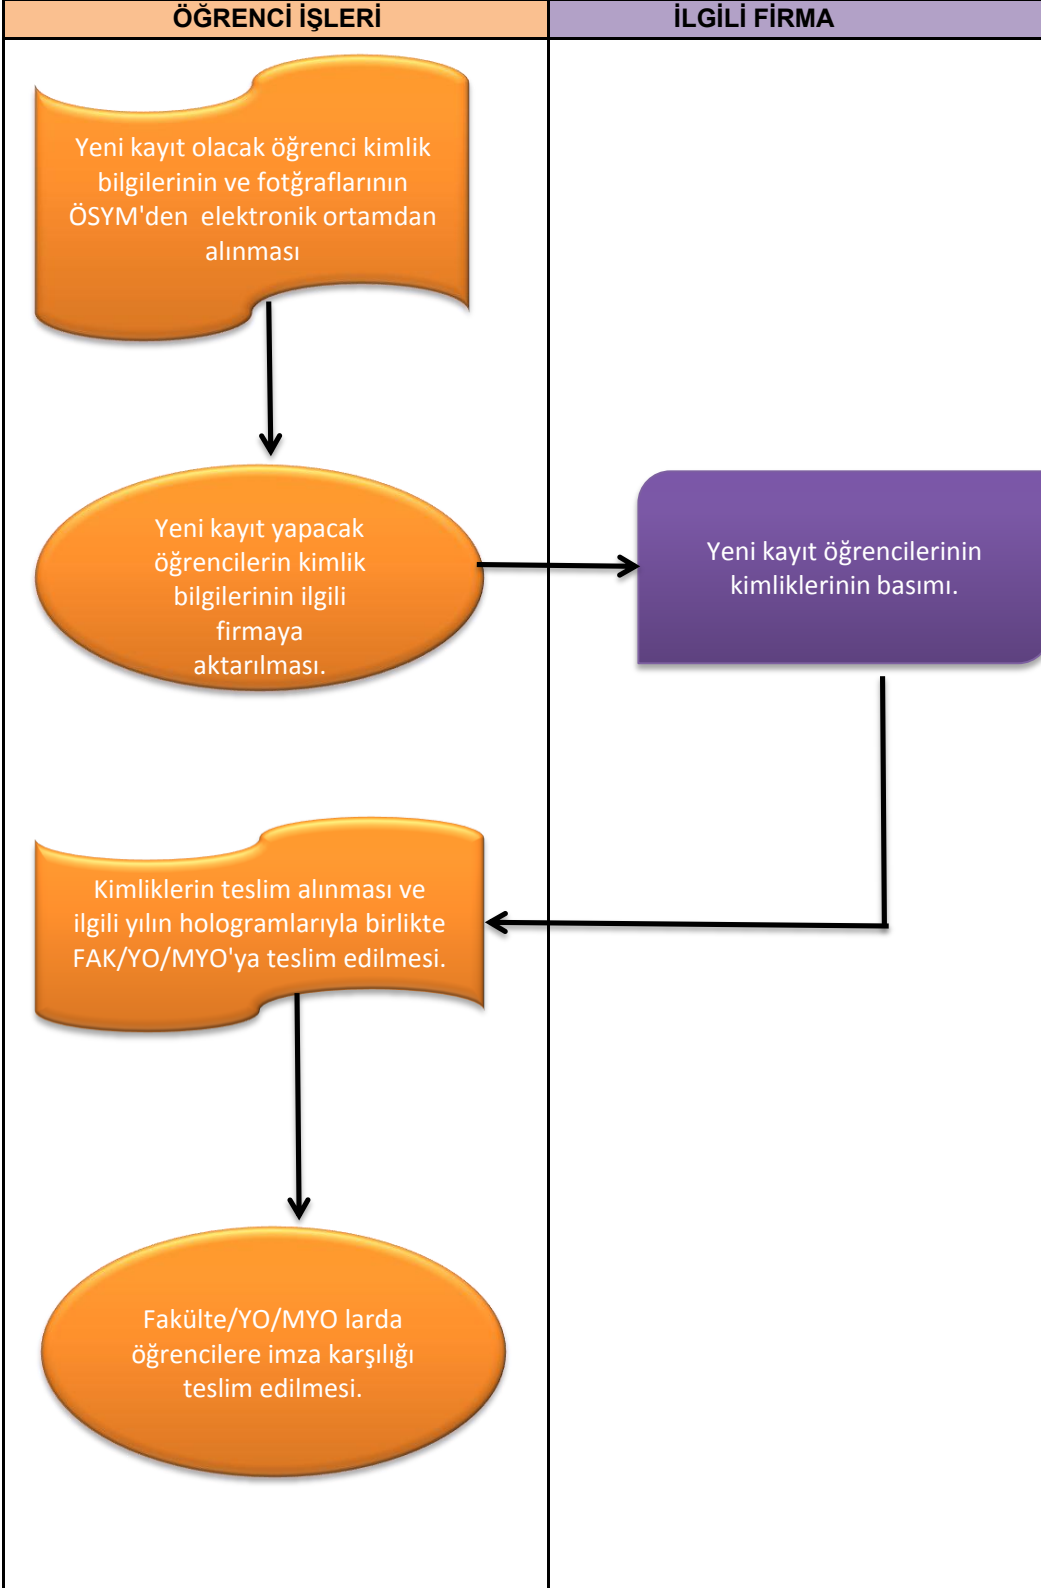 ÖĞRENCİ İŞLERİ
İLGİLİ FİRMA
Yeni kayıt olacak öğrenci kimlik
bilgilerinin ve fotğraflarının
ÖSYM'den elektronik ortamdan
alınması
Yeni kayıt yapacak
öğrencilerin kimlik
bilgilerinin ilgili
firmaya
aktarılması.
Yeni kayıt öğrencilerinin
kimliklerinin basımı.
Kimliklerin teslim alınması ve
ilgili yılın hologramlarıyla birlikte
FAK/YO/MYO'ya teslim edilmesi.
Fakülte/YO/MYO larda
öğrencilere imza karşılığı
teslim edilmesi.